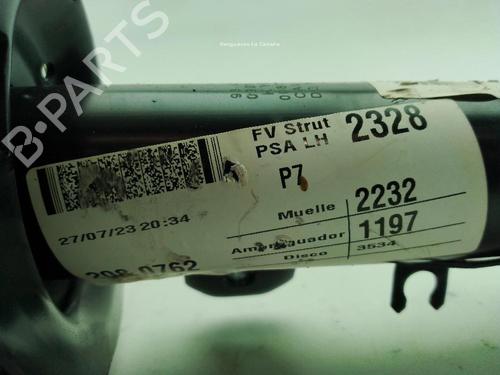 Desguaces La Cabaña
B-PARTS
FV Strut 2328
PSA LH
P7
27/07/23 20:34
Muelle 2232
Amortiguador 1197
Disco 3534
208 0762